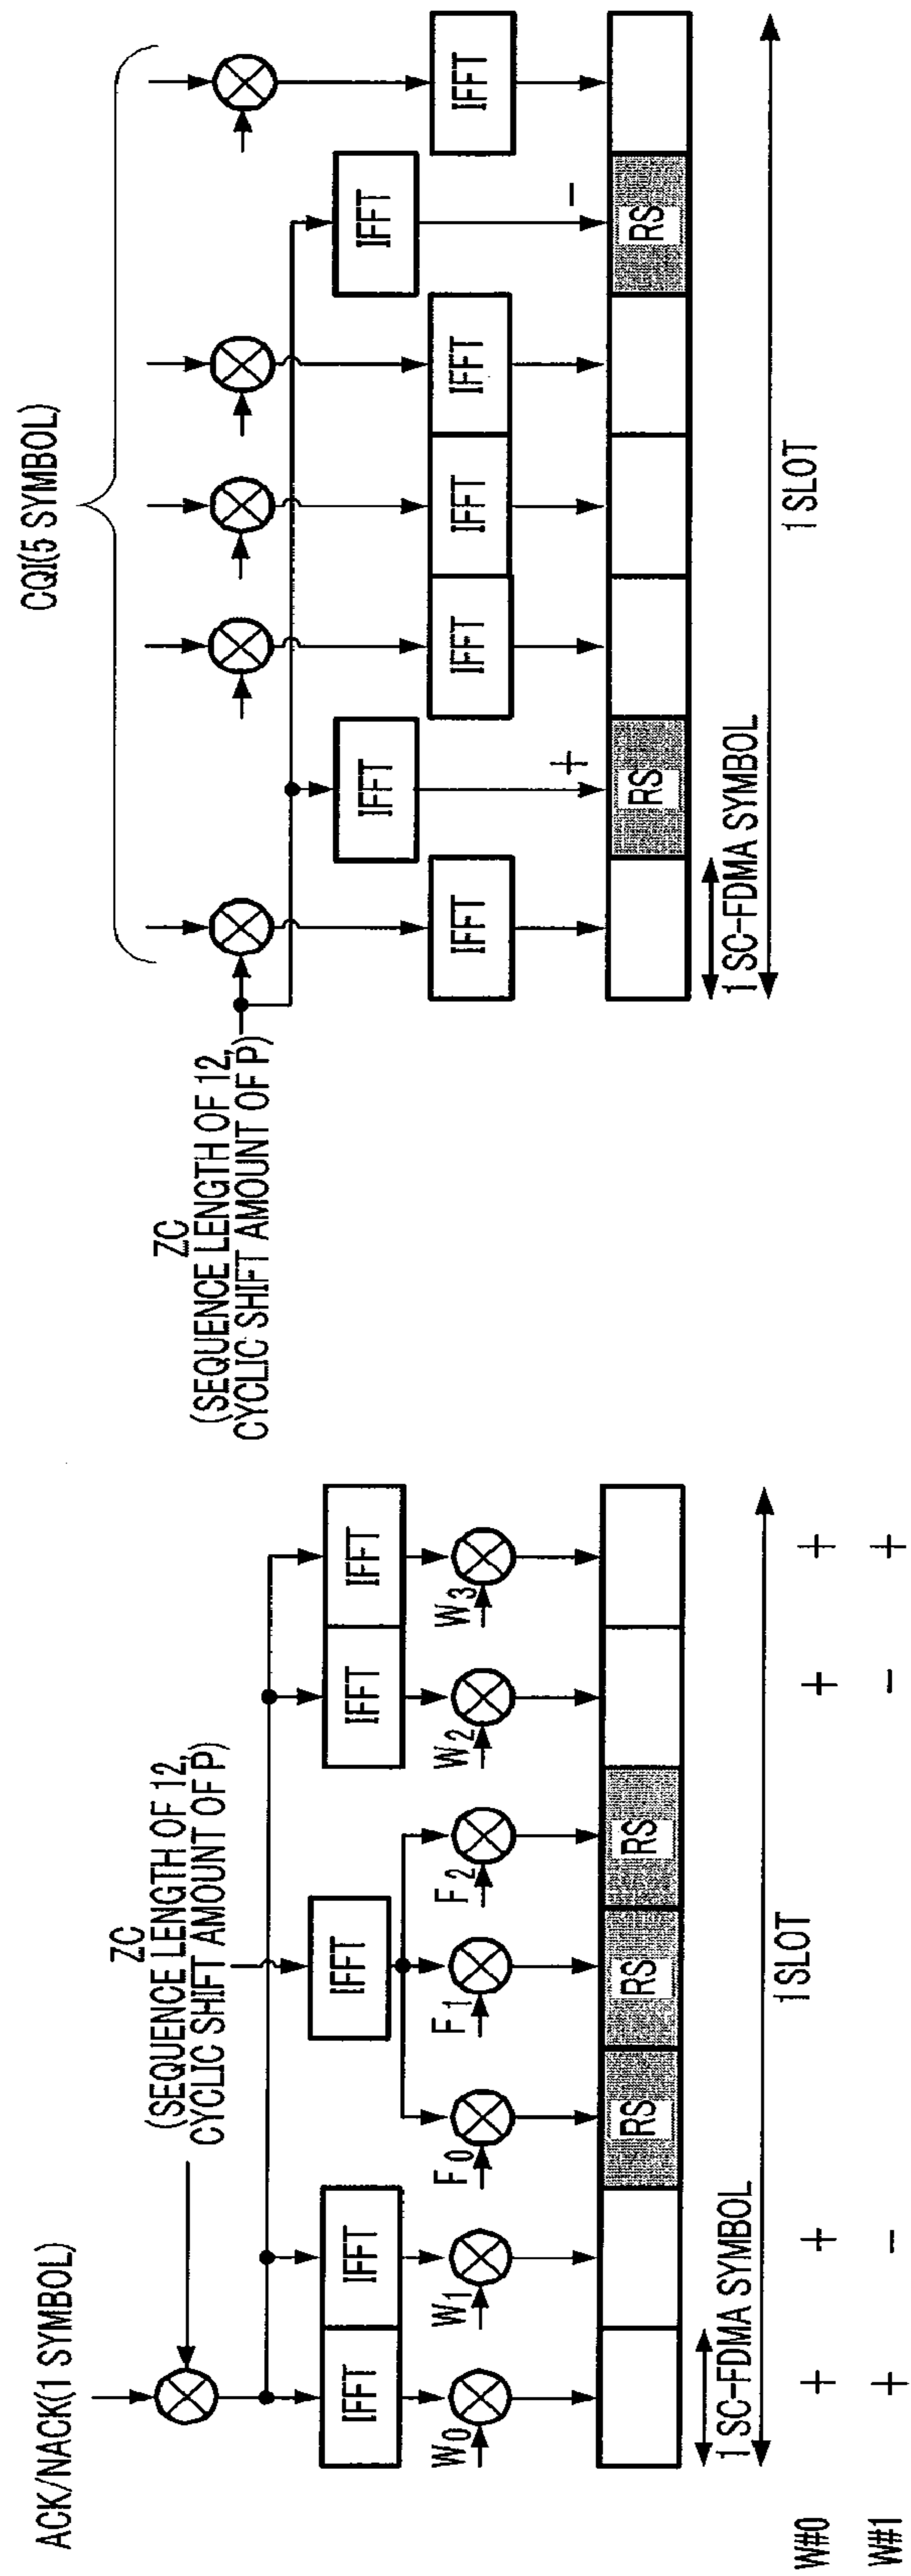 ACK/NACK(1 SYMBOL)
ZC
(SEQUENCE LENGTH OF 12,
CYCLIC SHIFT AMOUNT OF P)
IFFT
IFFT
IFFT
IFFT
IFFT
W0
W1
F0
F1
F2
W2
W3
RS
RS
RS
1 SC-FDMA SYMBOL
1 SLOT
W#0 + + + +
W#1 + - - +
CQI(5 SYMBOL)
ZC
(SEQUENCE LENGTH OF 12,
CYCLIC SHIFT AMOUNT OF P)
IFFT
IFFT
IFFT
IFFT
IFFT
IFFT
IFFT
+
-
RS
RS
1 SC-FDMA SYMBOL
1 SLOT